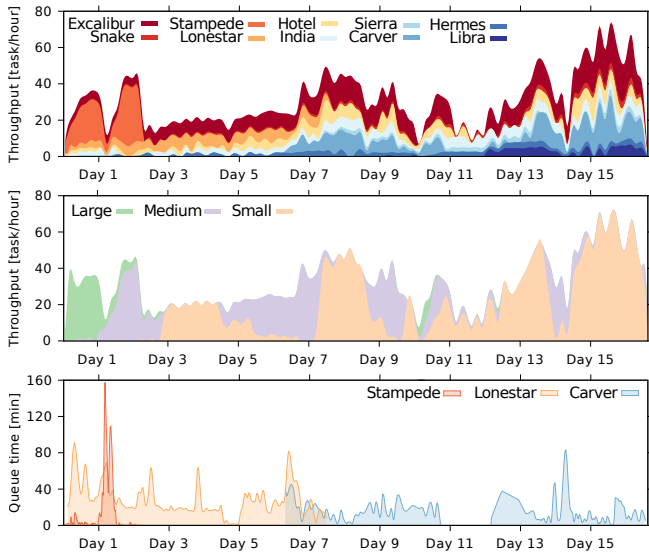 80
60
40
20
0
Throughput [task/hour]
Excalibur Stampede Hotel Sierra Hermes
Snake Lonestar India Carver Libra
Day 1 Day 3 Day 5 Day 7 Day 9 Day 11 Day 13 Day 15
80
60
40
20
0
Throughput [task/hour]
Large Medium Small
Day 1 Day 3 Day 5 Day 7 Day 9 Day 11 Day 13 Day 15
160
120
80
40
0
Queue time [min]
Stampede Lonestar Carver
Day 1 Day 3 Day 5 Day 7 Day 9 Day 11 Day 13 Day 15